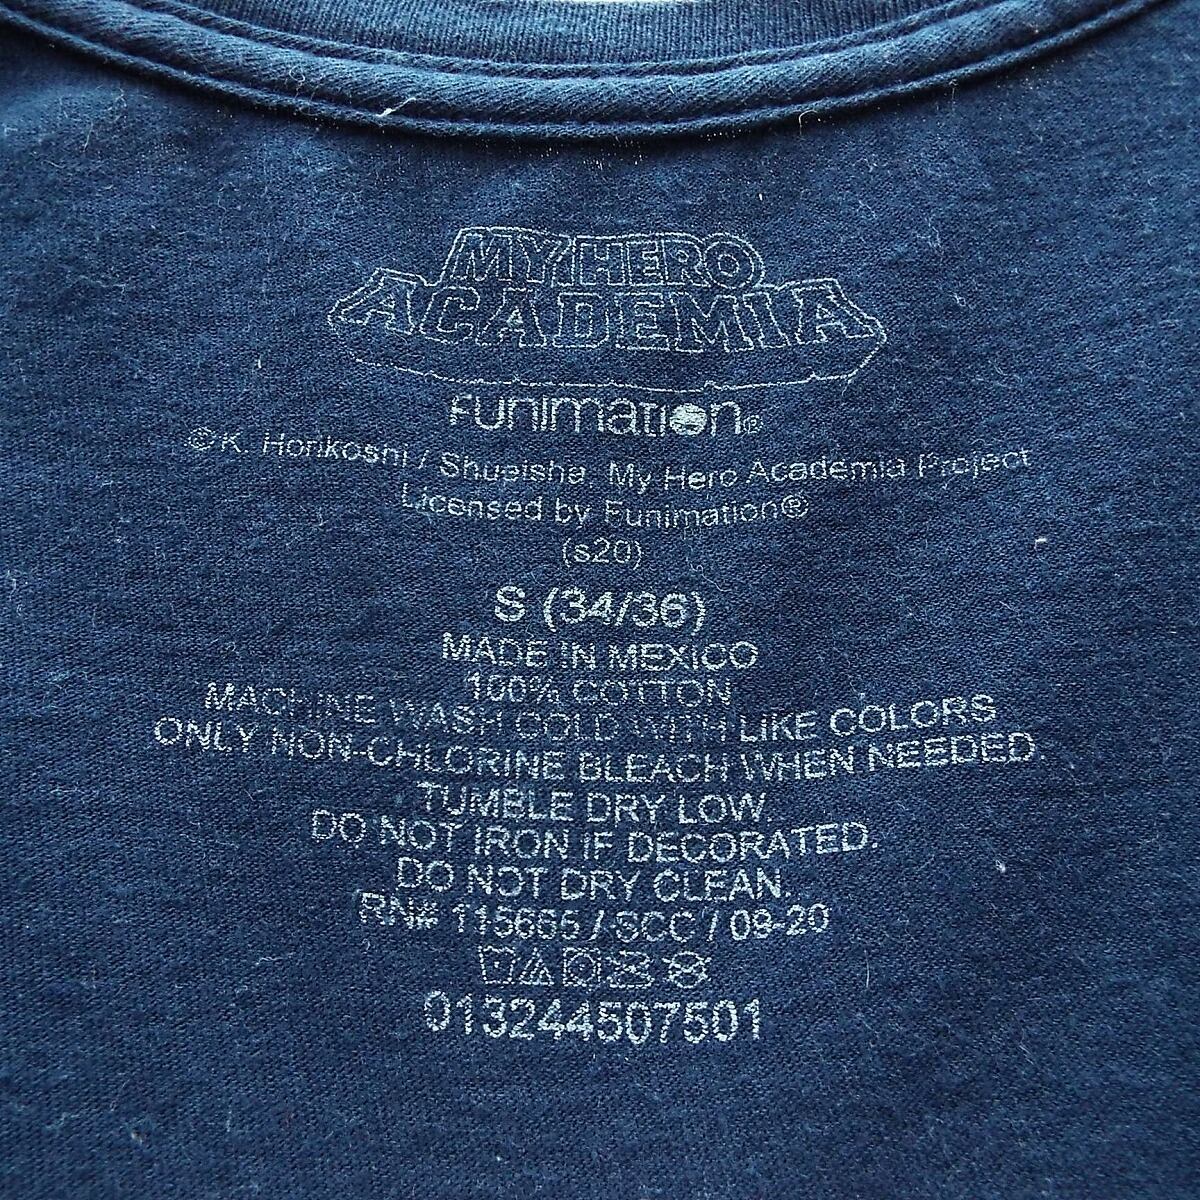 MY HERO
ACADEMIA
FUNIMATION®
©K. Horikoshi / Shueisha, My Hero Academia Project
Licensed by Funimation®
(s20)
S (34/36)
MADE IN MEXICO
100% COTTON
MACHINE WASH COLD WITH LIKE COLORS
ONLY NON-CHLORINE BLEACH WHEN NEEDED.
TUMBLE DRY LOW.
DO NOT IRON IF DECORATED.
DO NOT DRY CLEAN.
RN# 115665 / SCC / 09-20
013244507501